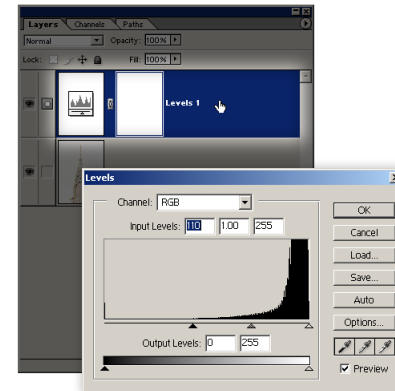 Layers Channels Paths
Normal Opacity: 100%
Lock: Fill: 100%
Levels 1
Levels
Channel: RGB
OK
Input Levels: 110 1.00 255
Cancel
Load...
Save...
Auto
Options...
Output Levels: 0 255
Preview